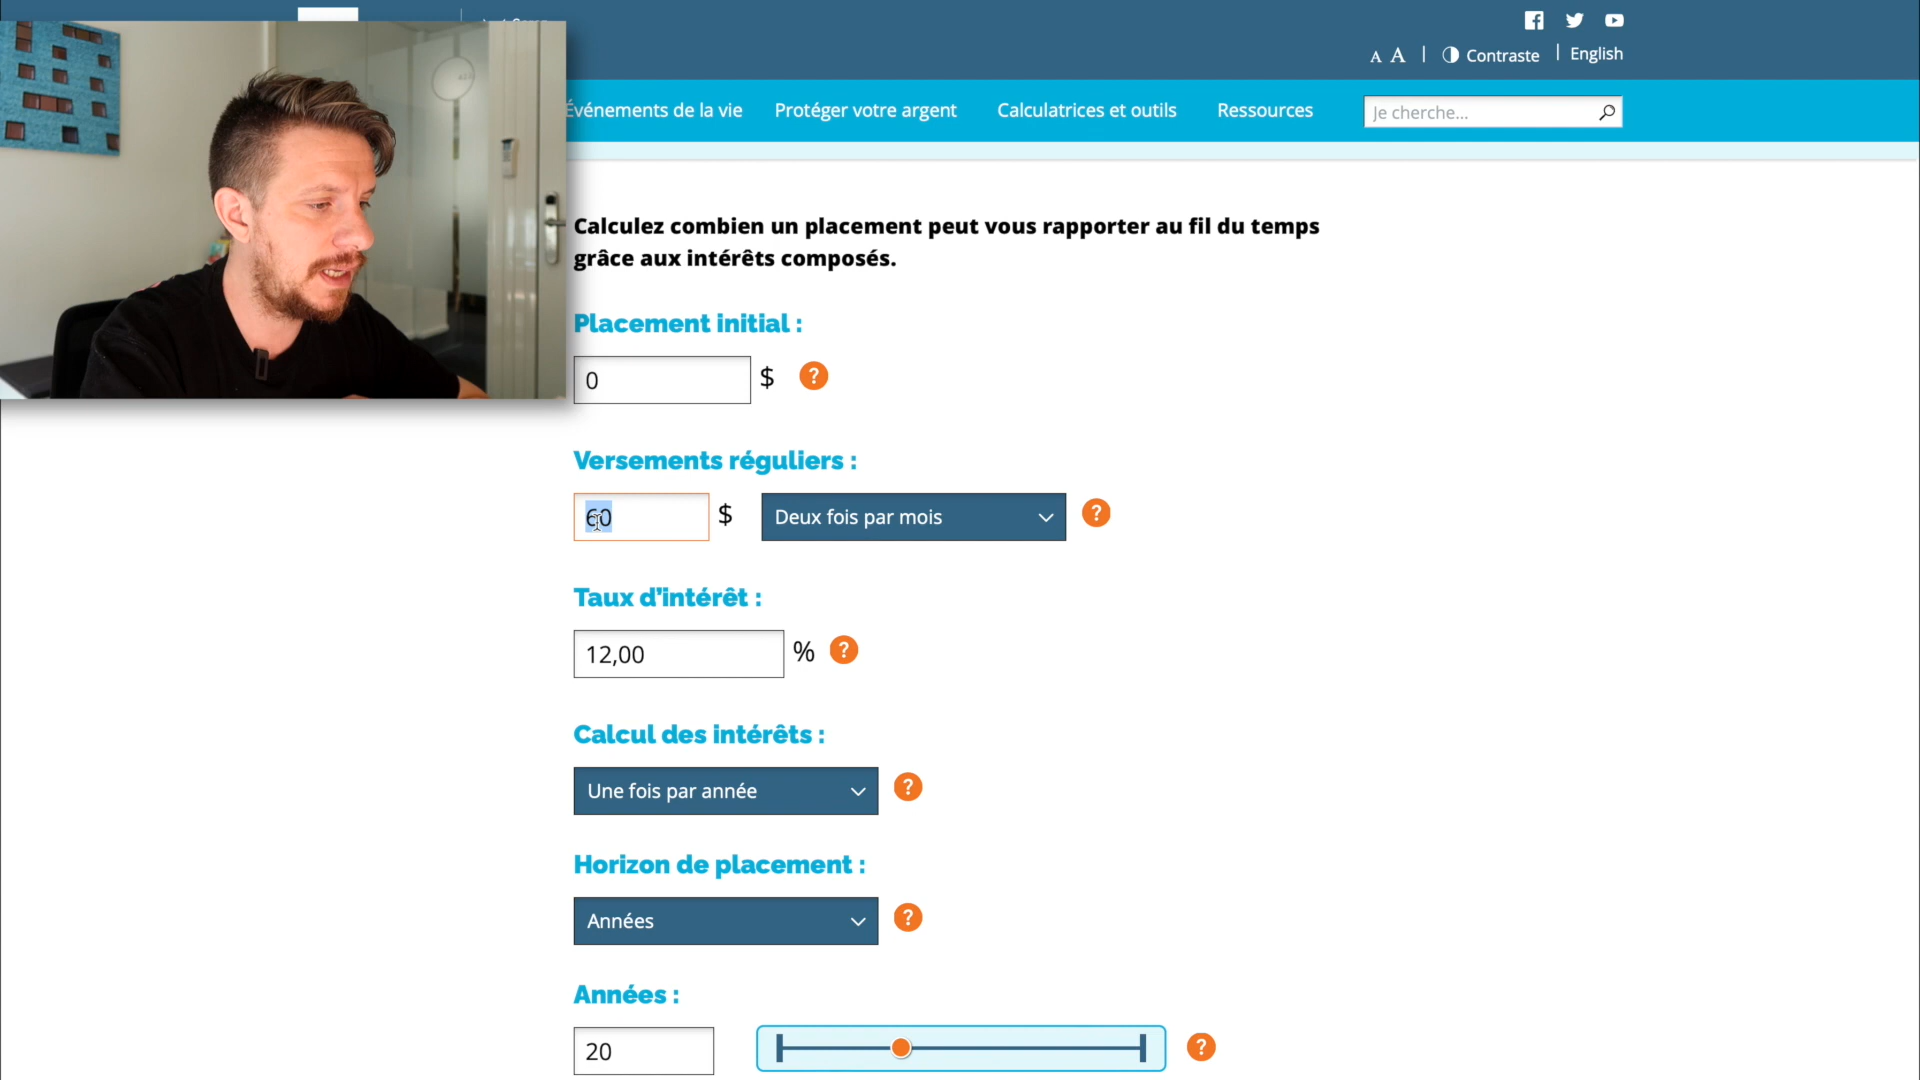 A A | Contraste | English
Événements de la vie Protéger votre argent Calculatrices et outils Ressources Je cherche...
Calculez combien un placement peut vous rapporter au fil du temps
grâce aux intérêts composés.
Placement initial :
0 $ ?
Versements réguliers :
60 $ Deux fois par mois ?
Taux d'intérêt :
12,00 % ?
Calcul des intérêts :
Une fois par année ?
Horizon de placement :
Années ?
Années :
20 ?